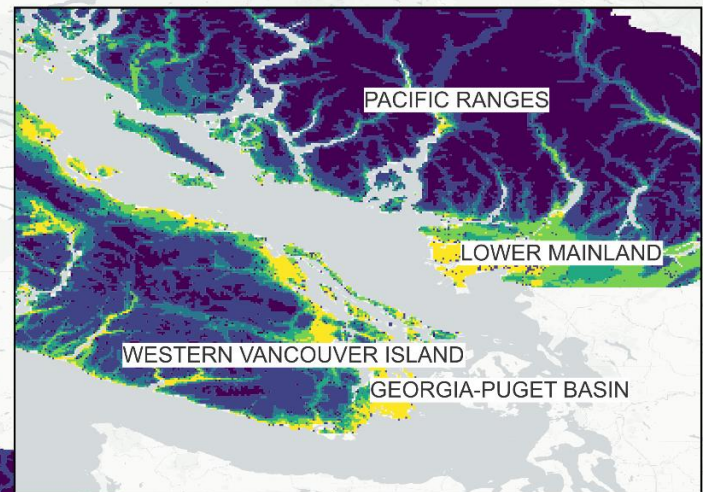 PACIFIC RANGES
LOWER MAINLAND
WESTERN VANCOUVER ISLAND
GEORGIA-PUGET BASIN